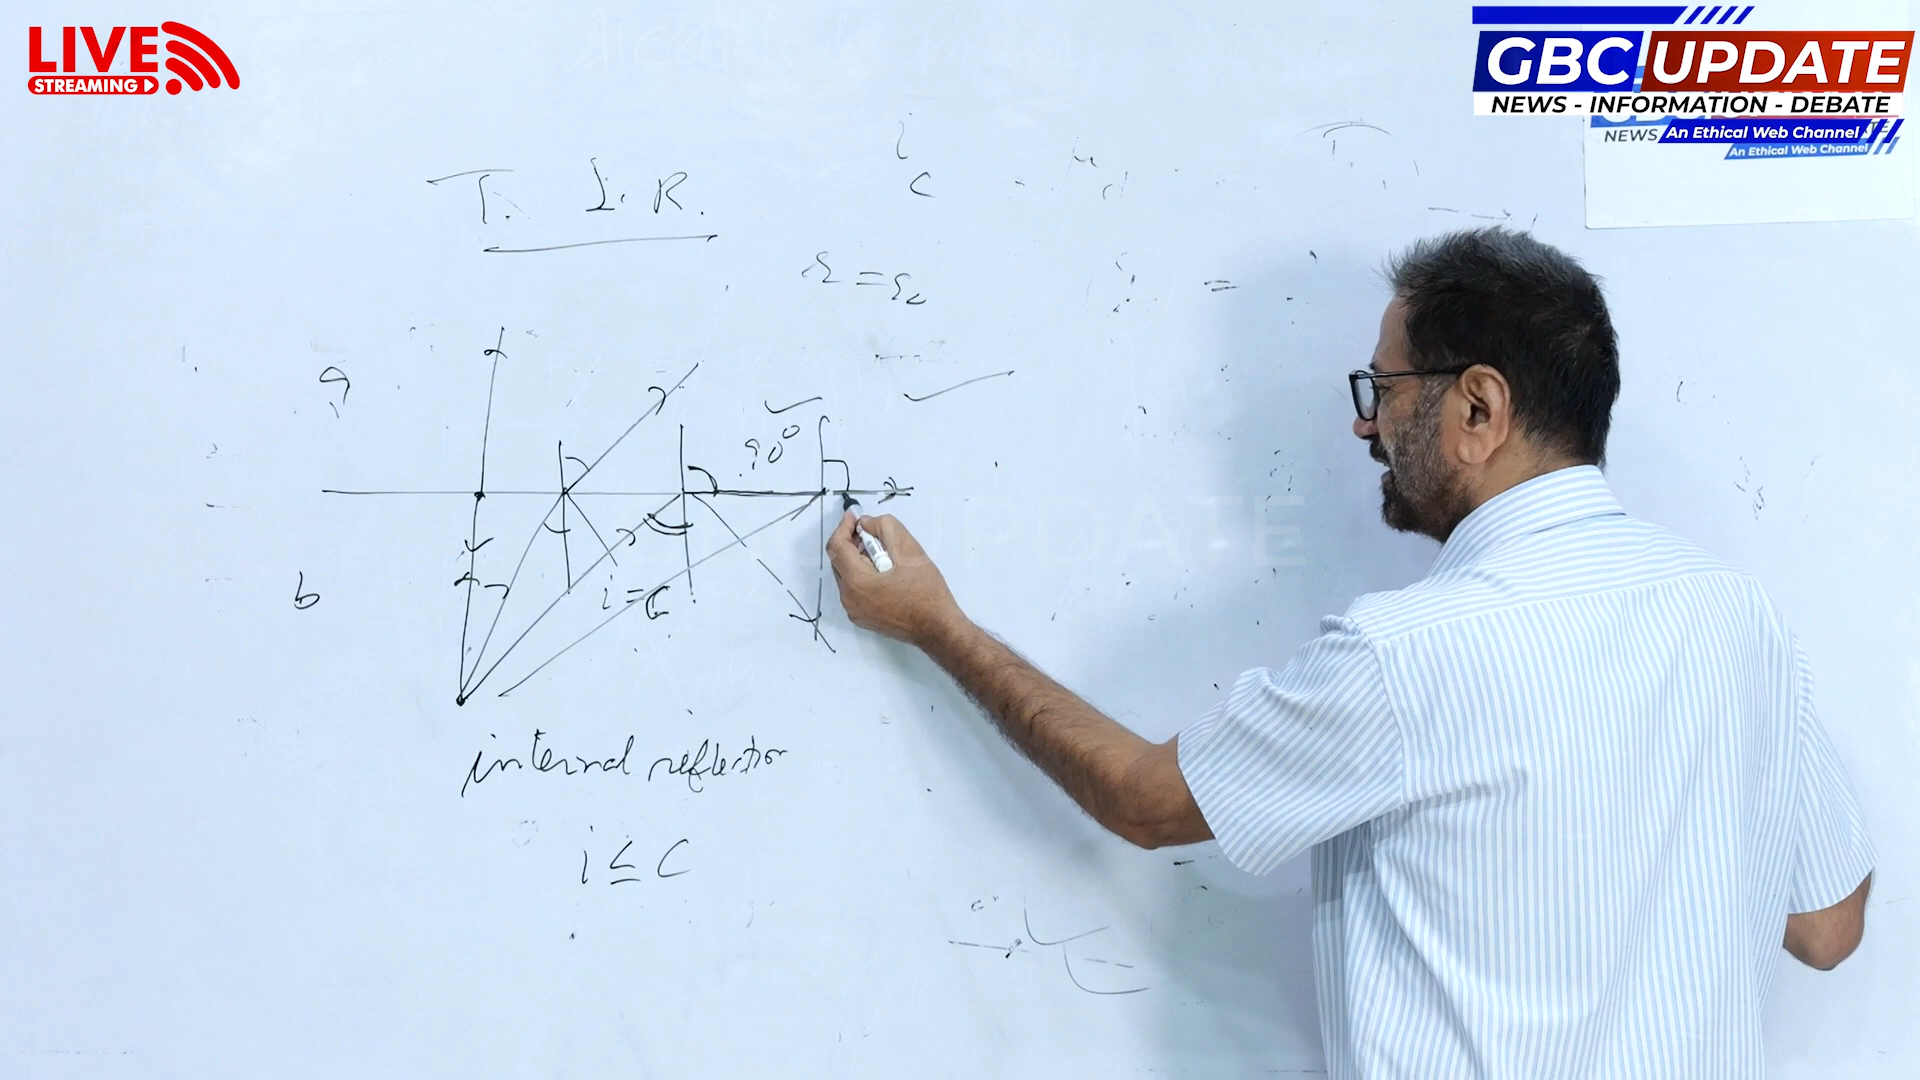 LIVE
STREAMING
GBC UPDATE
NEWS - INFORMATION - DEBATE
An Ethical Web Channel
NEWS
An Ethical Web Channel
T. I. R.
i
c
90°
b
i = C
UPDATE
internal reflection
i ≤ C